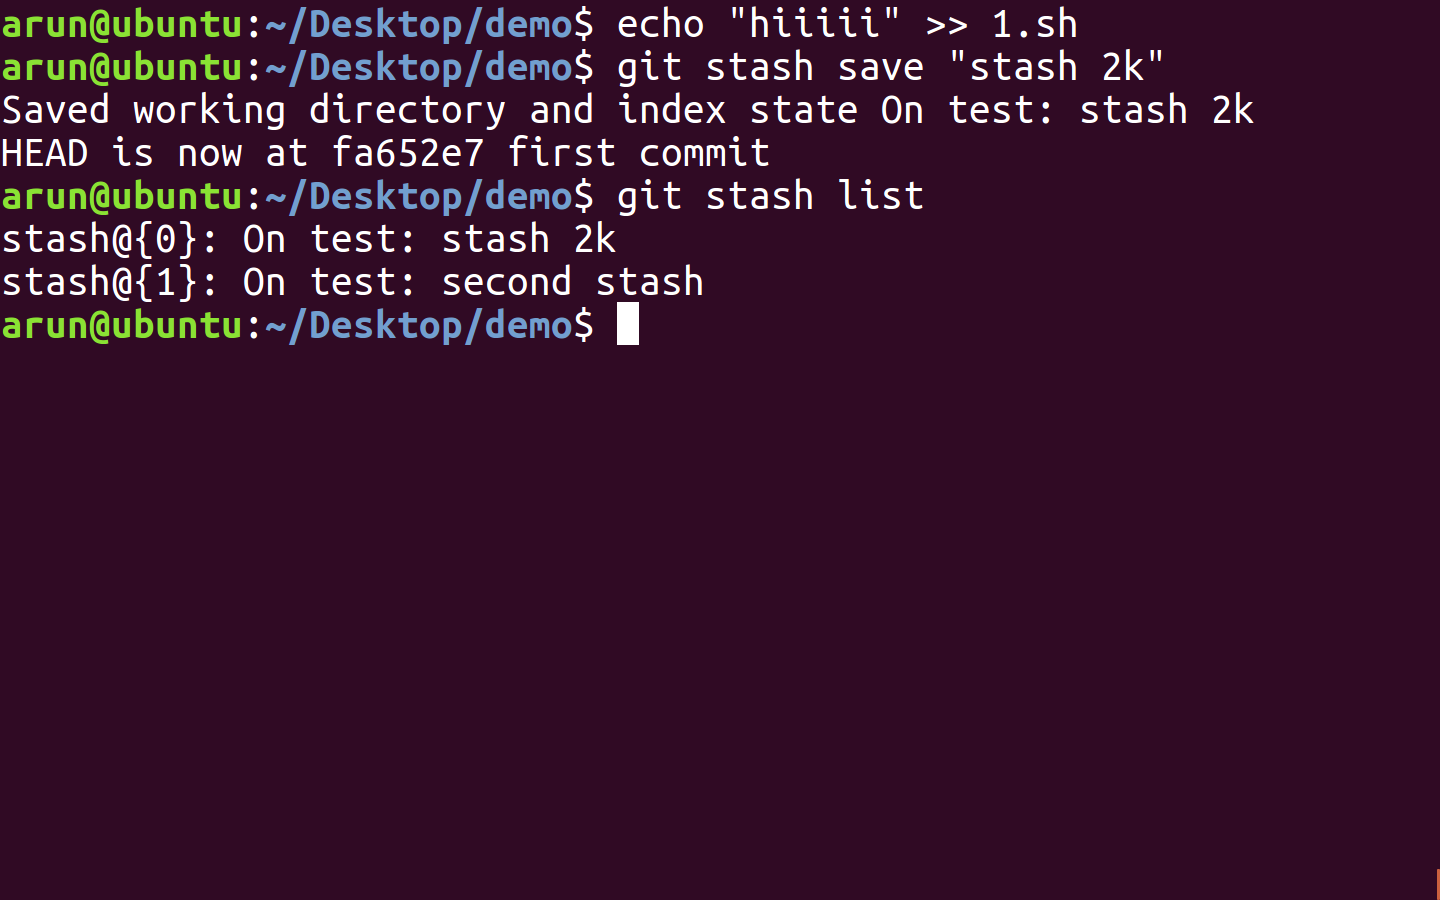 arun@ubuntu:~/Desktop/demo$ echo "hiiiii" >> 1.sh
arun@ubuntu:~/Desktop/demo$ git stash save "stash 2k"
Saved working directory and index state On test: stash 2k
HEAD is now at fa652e7 first commit
arun@ubuntu:~/Desktop/demo$ git stash list
stash@{0}: On test: stash 2k
stash@{1}: On test: second stash
arun@ubuntu:~/Desktop/demo$